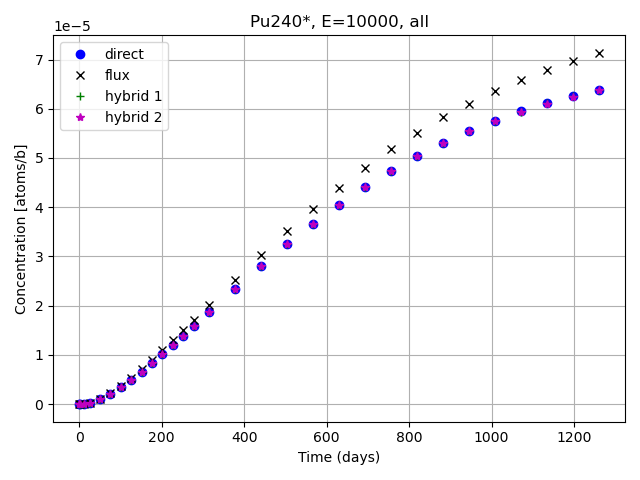 Pu240*, E=10000, all
1e−5
7
6
5
4
3
2
1
0
Concentration [atoms/b]
direct
flux
hybrid 1
hybrid 2
0 200 400 600 800 1000 1200
Time (days)